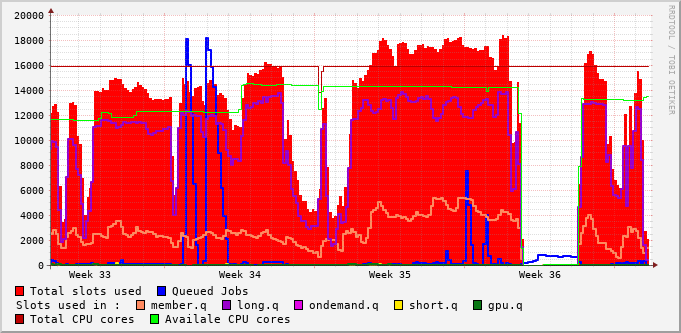 20000
18000
16000
14000
12000
10000
8000
6000
4000
2000
0
Week 33 Week 34 Week 35 Week 36
RRDTOOL / TOBI OETIKER
Total slots used Queued Jobs
Slots used in : member.q long.q ondemand.q short.q gpu.q
Total CPU cores Availale CPU cores